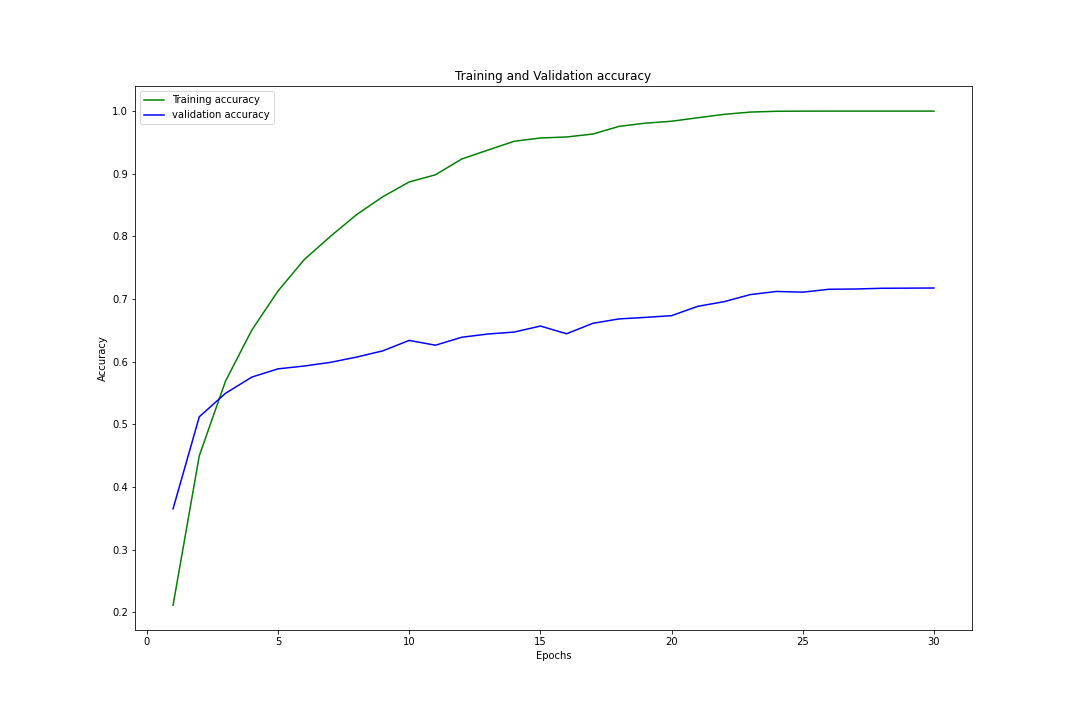 Training and Validation accuracy
Training accuracy
validation accuracy
1.0
0.9
0.8
0.7
0.6
0.5
0.4
0.3
0.2
Accuracy
0 5 10 15 20 25 30
Epochs